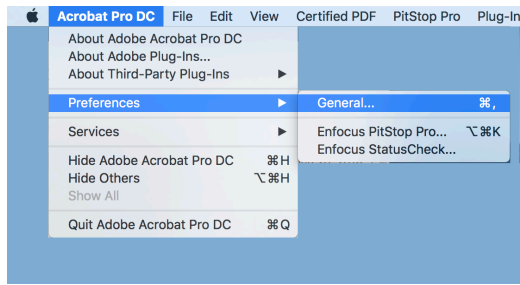 Acrobat Pro DC File Edit View Certified PDF PitStop Pro Plug-In
About Adobe Acrobat Pro DC
About Adobe Plug-Ins...
About Third-Party Plug-Ins ▶
Preferences ▶ General... ⌘,
Services ▶ Enfocus PitStop Pro... ⌥⌘K
Enfocus StatusCheck...
Hide Adobe Acrobat Pro DC ⌘H
Hide Others ⌥⌘H
Show All
Quit Adobe Acrobat Pro DC ⌘Q